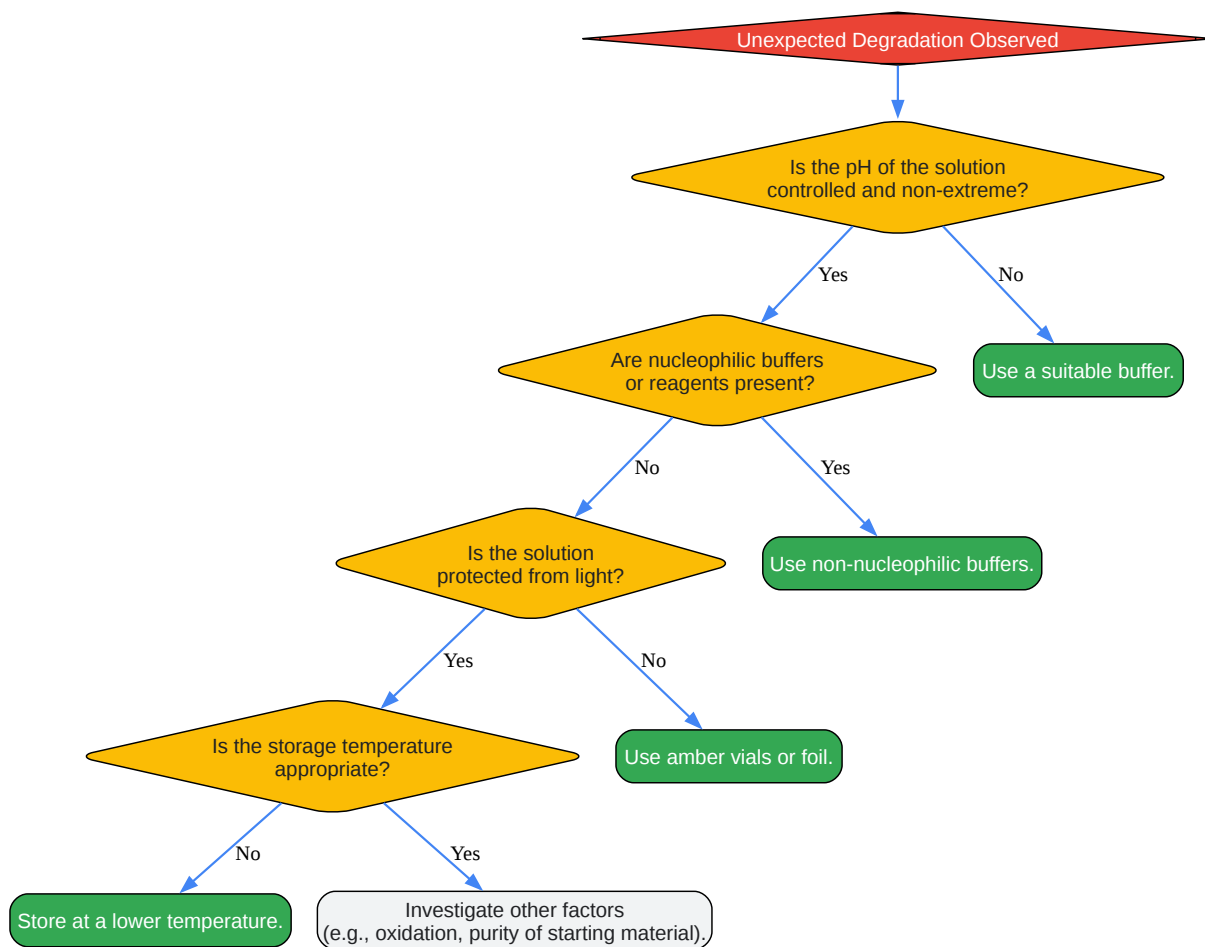 Unexpected Degradation Observed
Is the pH of the solution
controlled and non-extreme?
Yes
No
Are nucleophilic buffers
or reagents present?
Use a suitable buffer.
No
Yes
Is the solution
protected from light?
Use non-nucleophilic buffers.
Yes
No
Is the storage temperature
appropriate?
Use amber vials or foil.
No
Yes
Store at a lower temperature.
Investigate other factors
(e.g., oxidation, purity of starting material).